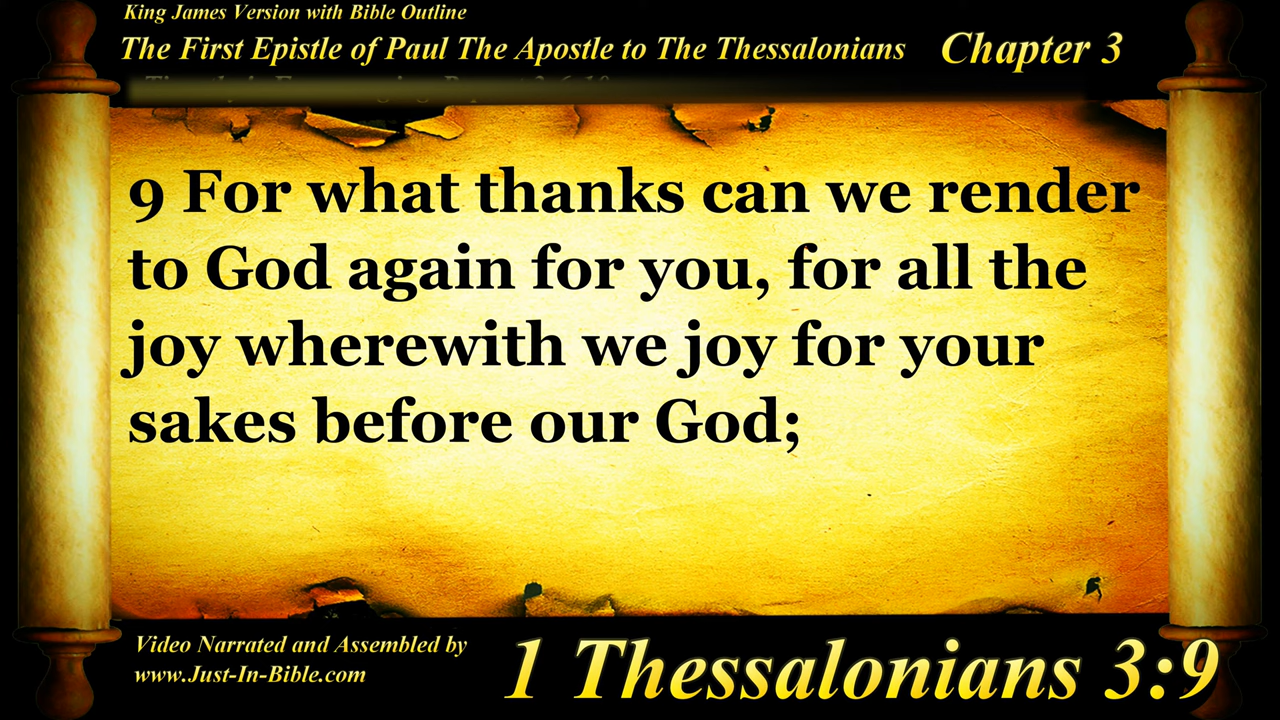 King James Version with Bible Outline
The First Epistle of Paul The Apostle to The Thessalonians Chapter 3
9 For what thanks can we render
to God again for you, for all the
joy wherewith we joy for your
sakes before our God;
Video Narrated and Assembled by
www.Just-In-Bible.com
1 Thessalonians 3:9